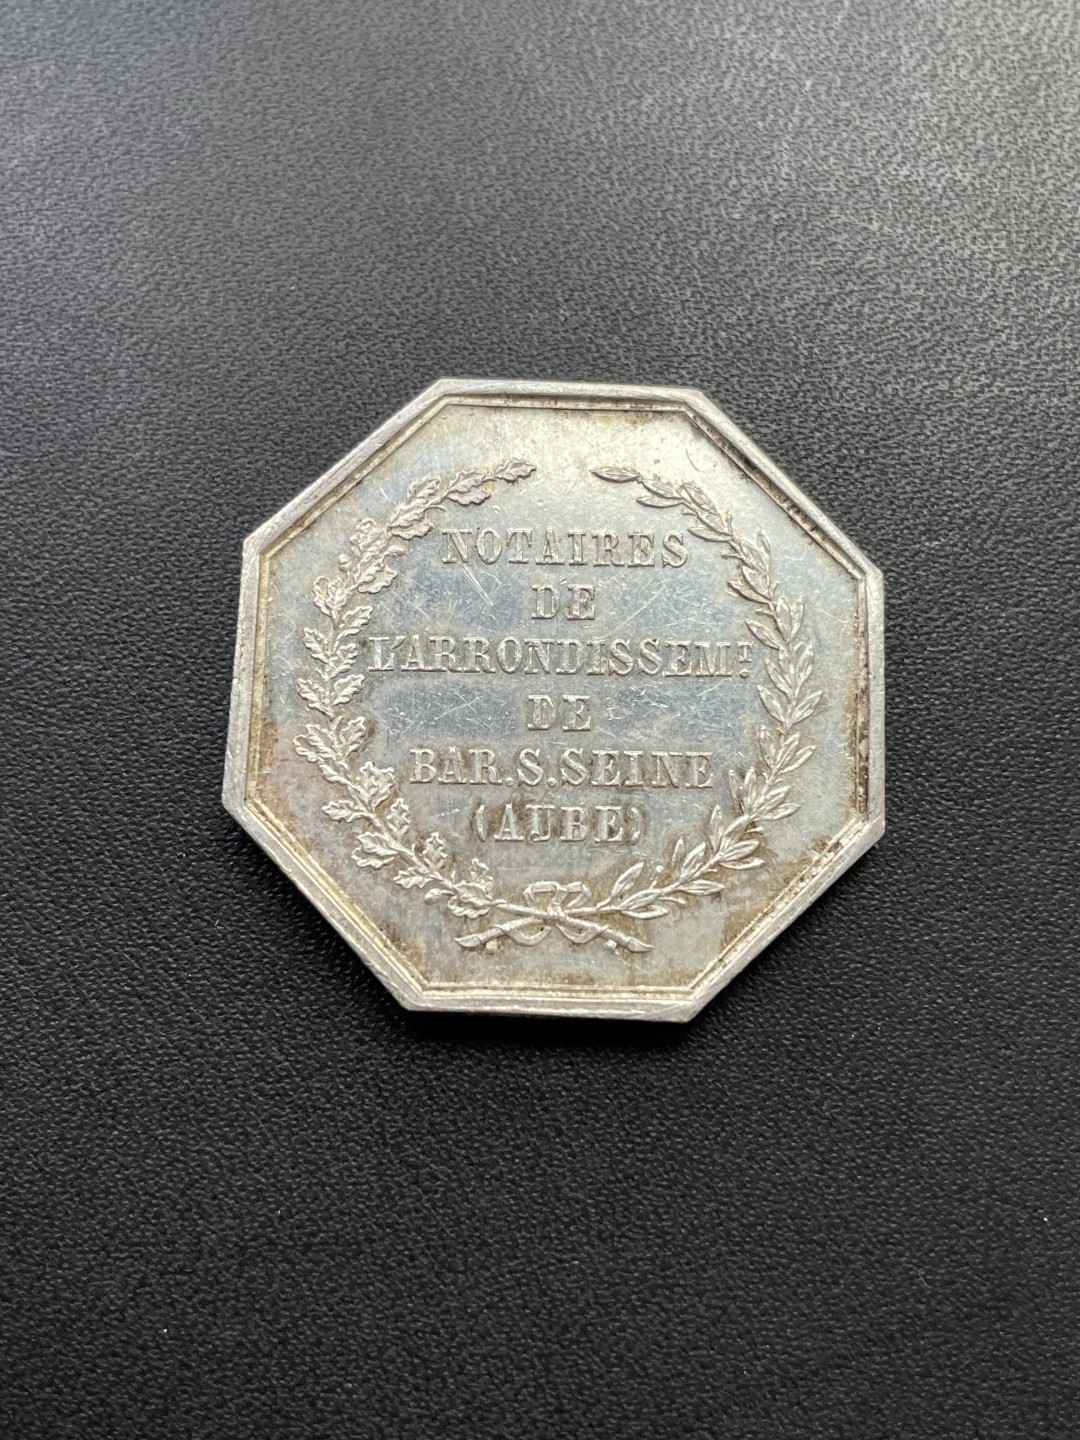 NOTAIRES
DE
L'ARRONDISSEMT.
DE
BAR.S.SEINE
(AUBE)